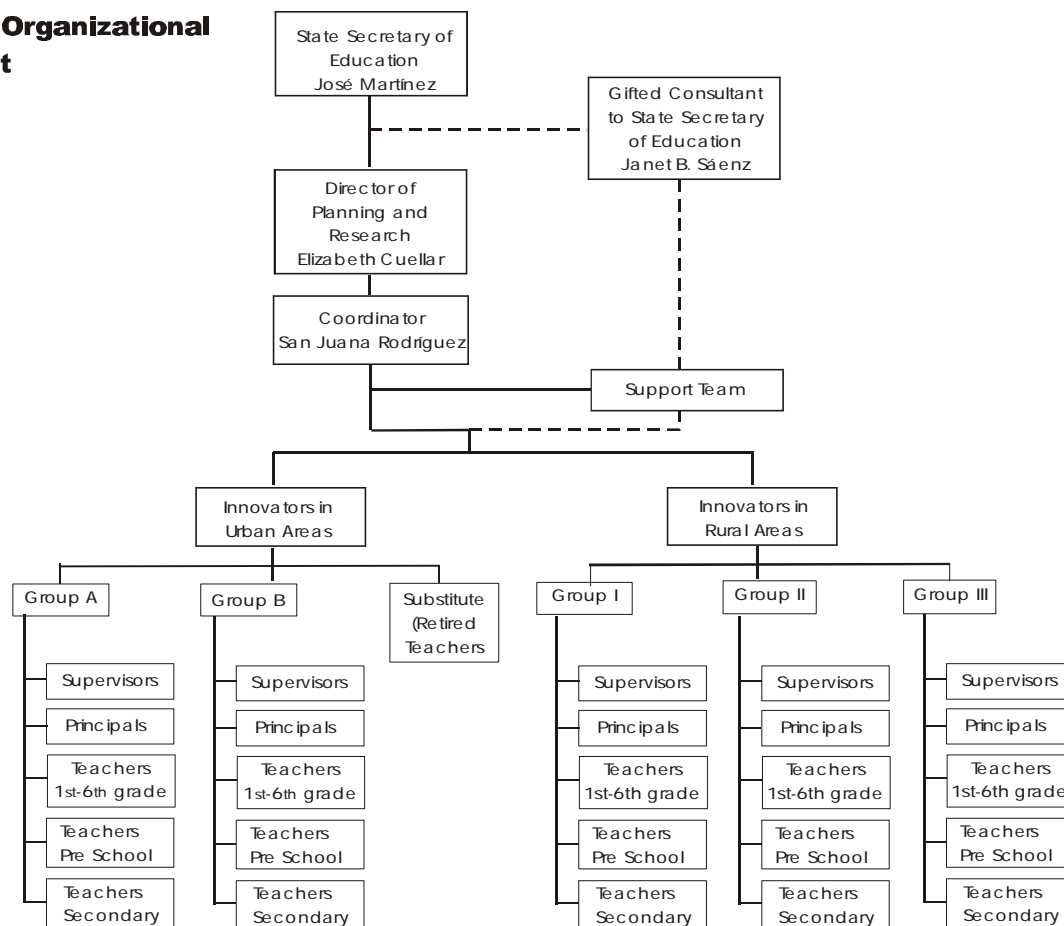 Organizational
t
State Secretary of
Education
José Martínez
Gifted Consultant
to State Secretary
of Education
Janet B. Sáenz
Director of
Planning and
Research
Elizabeth Cuellar
Coordinator
San Juana Rodríguez
Support Team
Innovators in
Urban Areas
Innovators in
Rural Areas
Group A
Group B
Substitute
(Retired
Teachers
Group I
Group II
Group III
Supervisors
Principals
Teachers
1st-6th grade
Teachers
Pre School
Teachers
Secondary
Supervisors
Principals
Teachers
1st-6th grade
Teachers
Pre School
Teachers
Secondary
Supervisors
Principals
Teachers
1st-6th grade
Teachers
Pre School
Teachers
Secondary
Supervisors
Principals
Teachers
1st-6th grade
Teachers
Pre School
Teachers
Secondary
Supervisors
Principals
Teachers
1st-6th grade
Teachers
Pre School
Teachers
Secondary